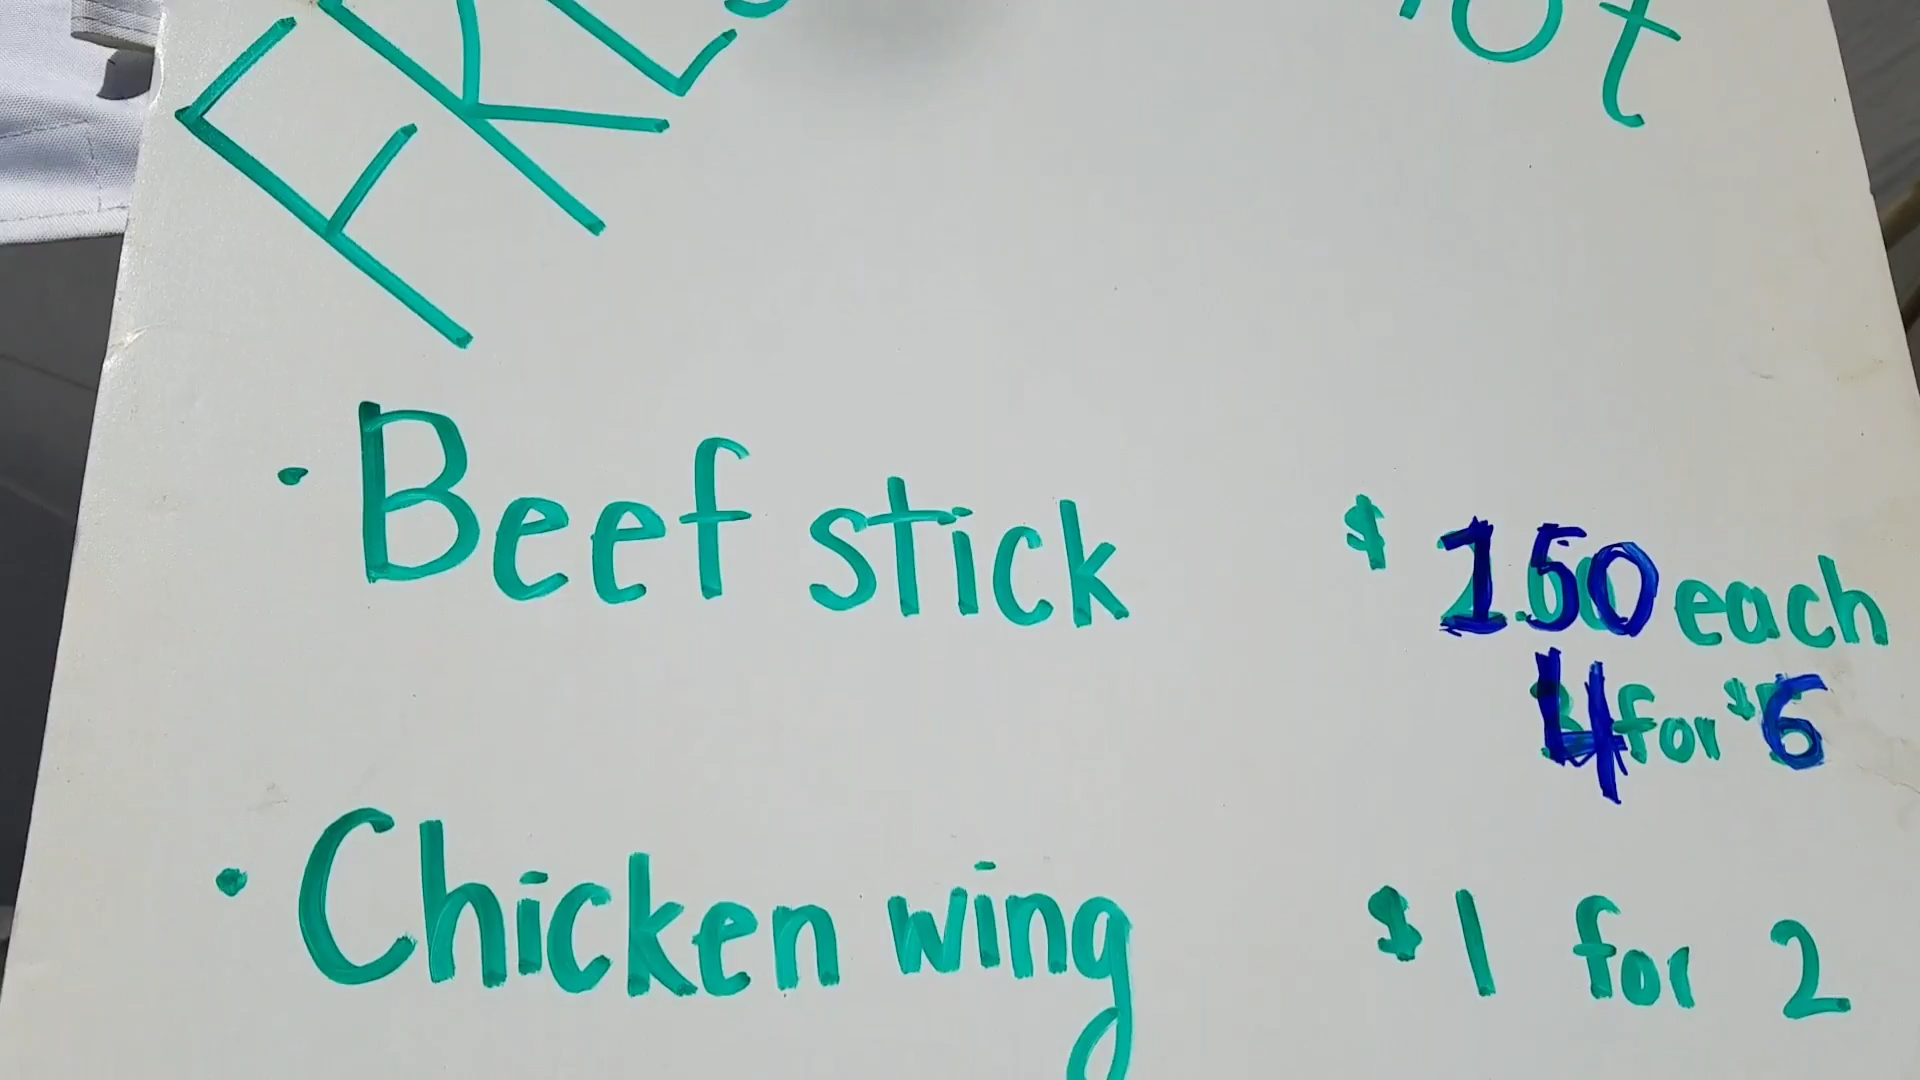 • Beef stick $ 1.50 each
4 for $6
• Chicken wing $1 for 2